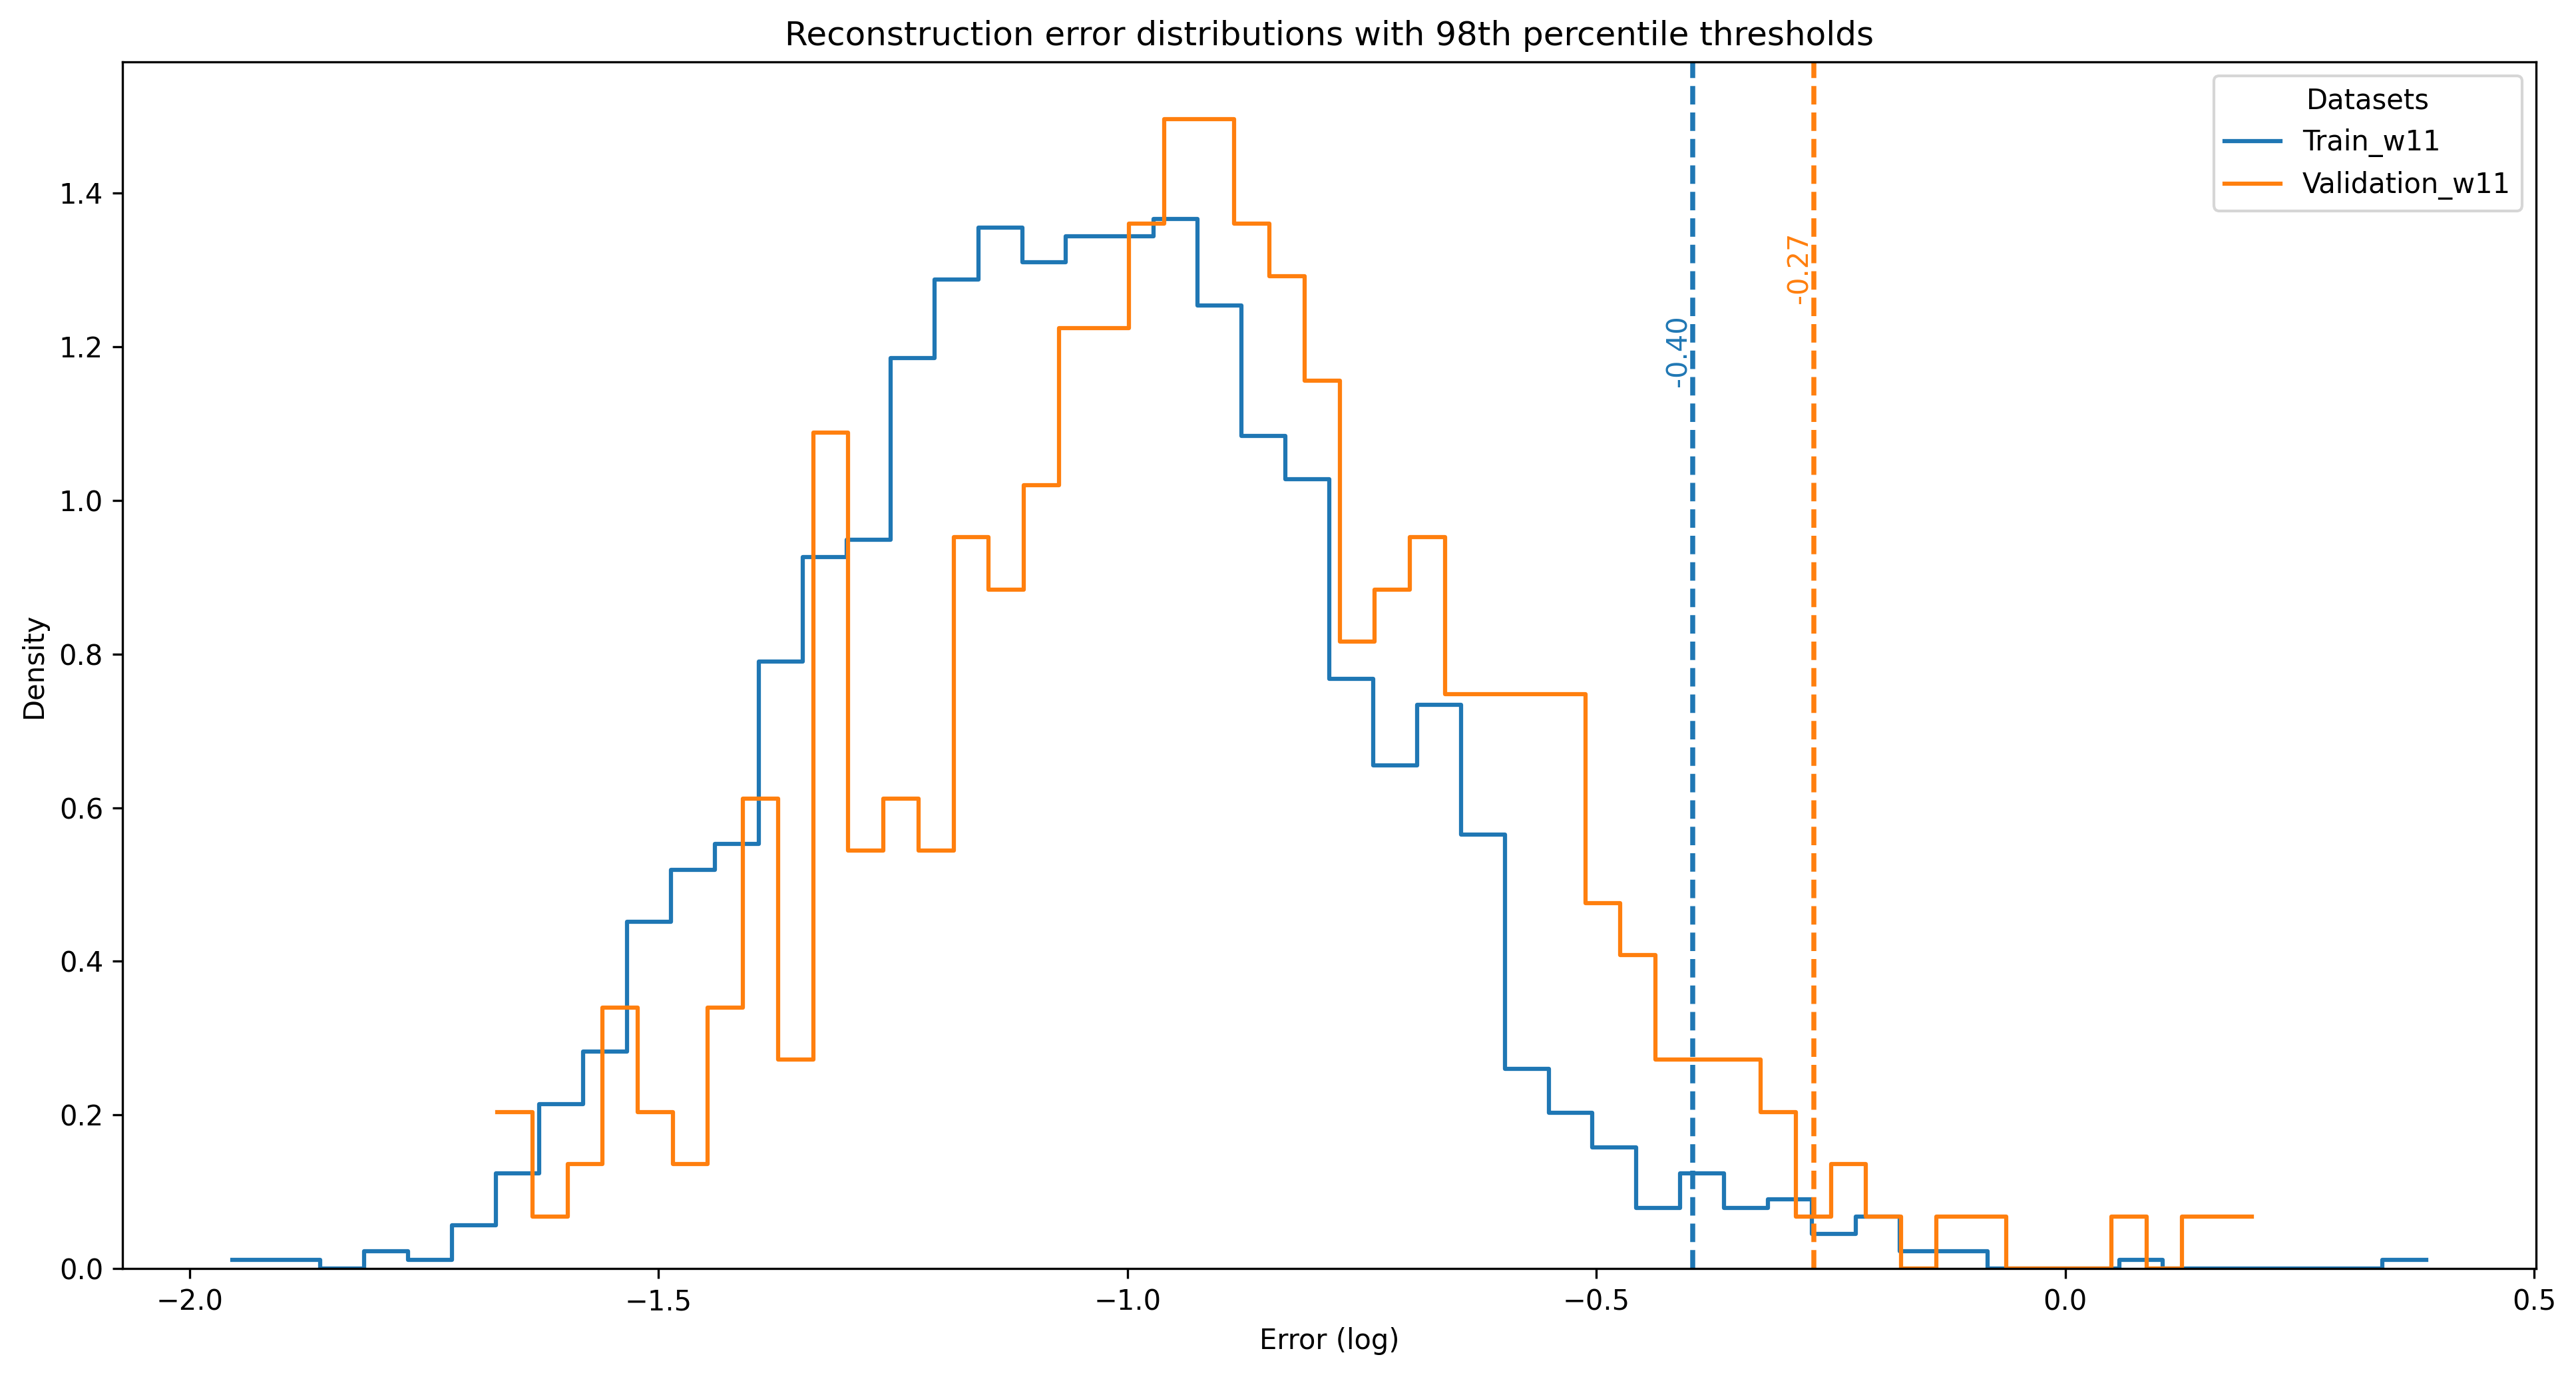 Reconstruction error distributions with 98th percentile thresholds
Datasets
Train_w11
Validation_w11
-0.27
-0.40
1.4
1.2
1.0
0.8
0.6
0.4
0.2
0.0
Density
−2.0
−1.5
−1.0
−0.5
0.0
0.5
Error (log)